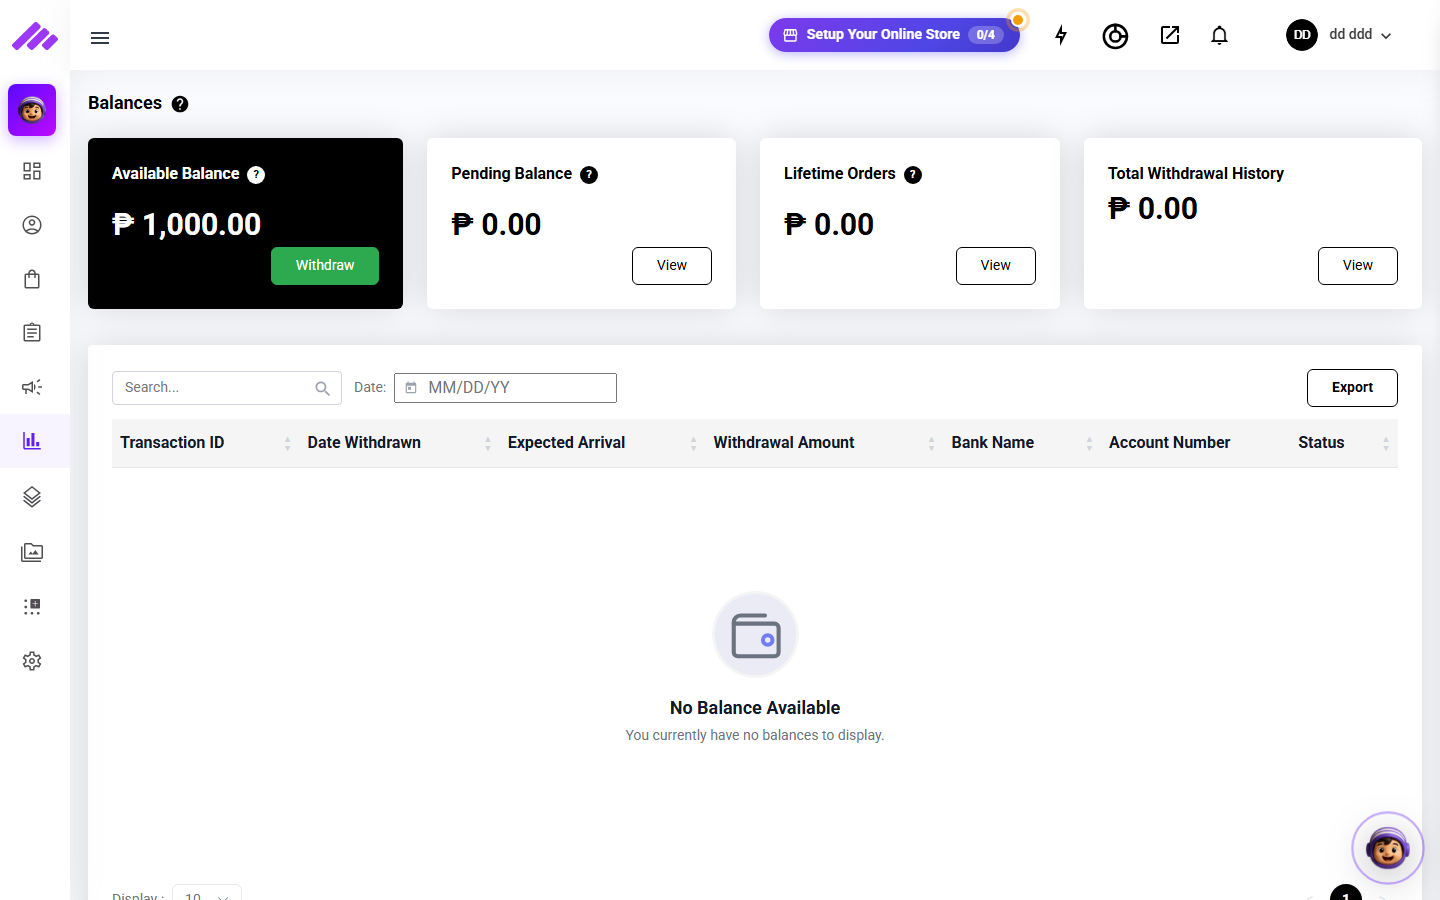 Setup Your Online Store 0/4
DD dd ddd
Balances ?
Available Balance ?
₱ 1,000.00
Withdraw
Pending Balance ?
₱ 0.00
View
Lifetime Orders ?
₱ 0.00
View
Total Withdrawal History
₱ 0.00
View
Search... Date: MM/DD/YY Export
Transaction ID Date Withdrawn Expected Arrival Withdrawal Amount Bank Name Account Number Status
No Balance Available
You currently have no balances to display.
Display : 10 1